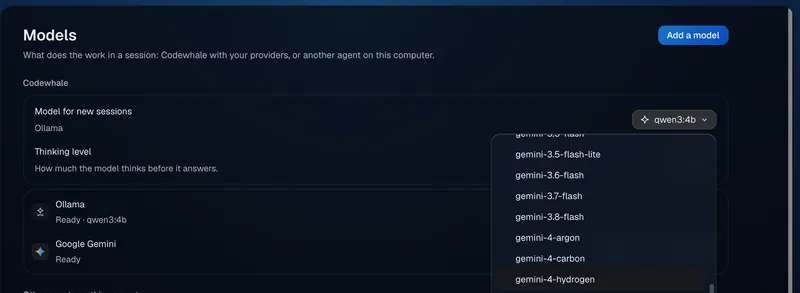 Models
Add a model
What does the work in a session: Codewhale with your providers, or another agent on this computer.
Codewhale
Model for new sessions
Ollama
qwen3:4b
Thinking level
How much the model thinks before it answers.
gemini-3.5-flash-lite
gemini-3.6-flash
gemini-3.7-flash
gemini-3.8-flash
gemini-4-argon
gemini-4-carbon
gemini-4-hydrogen
Ollama
Ready · qwen3:4b
Google Gemini
Ready